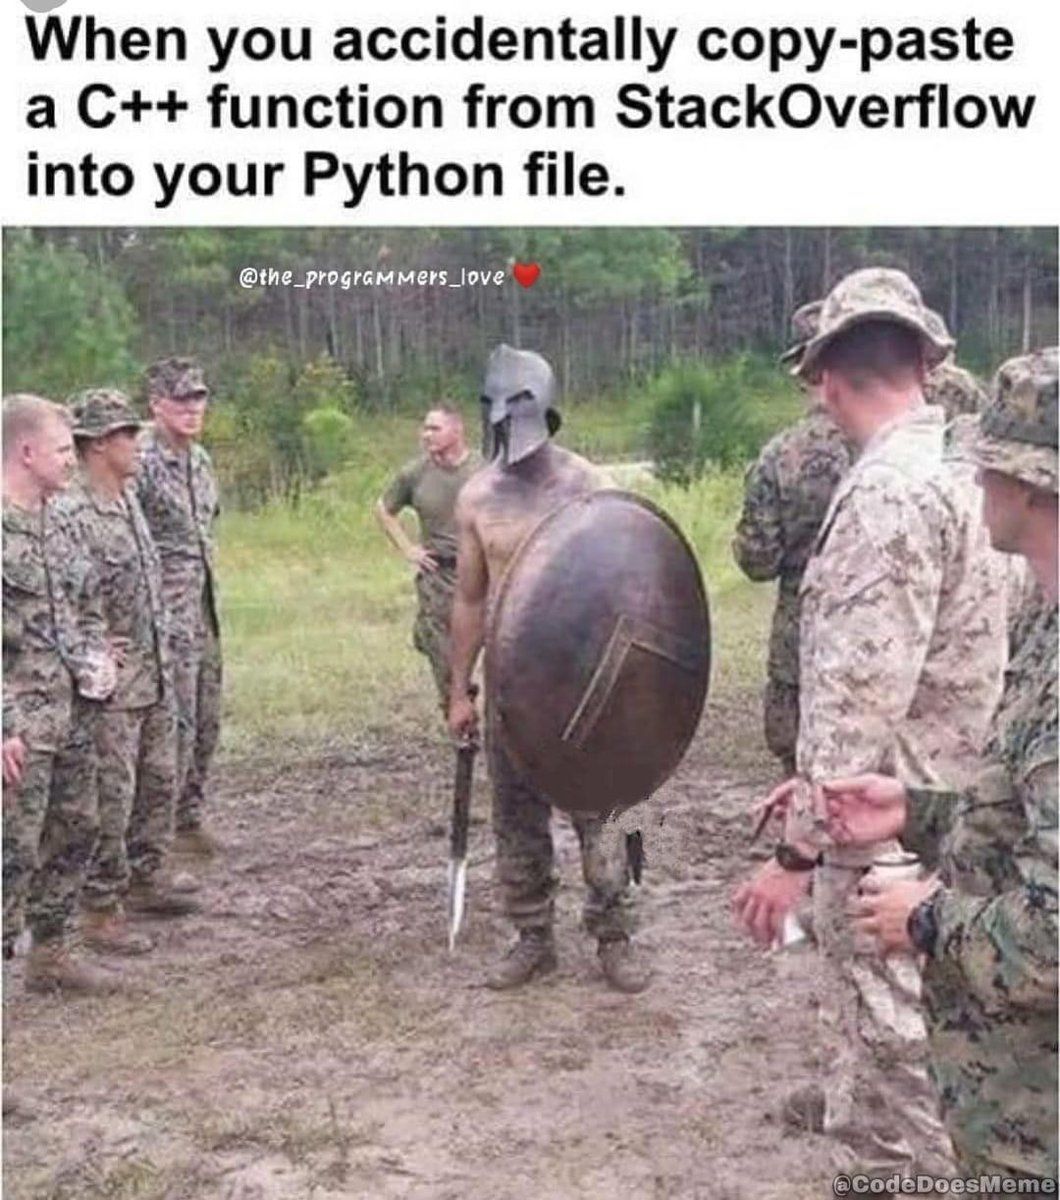 When you accidentally copy-paste
a C++ function from StackOverflow
into your Python file.
@the_programmers_love ❤️
@CodeDoesMeme